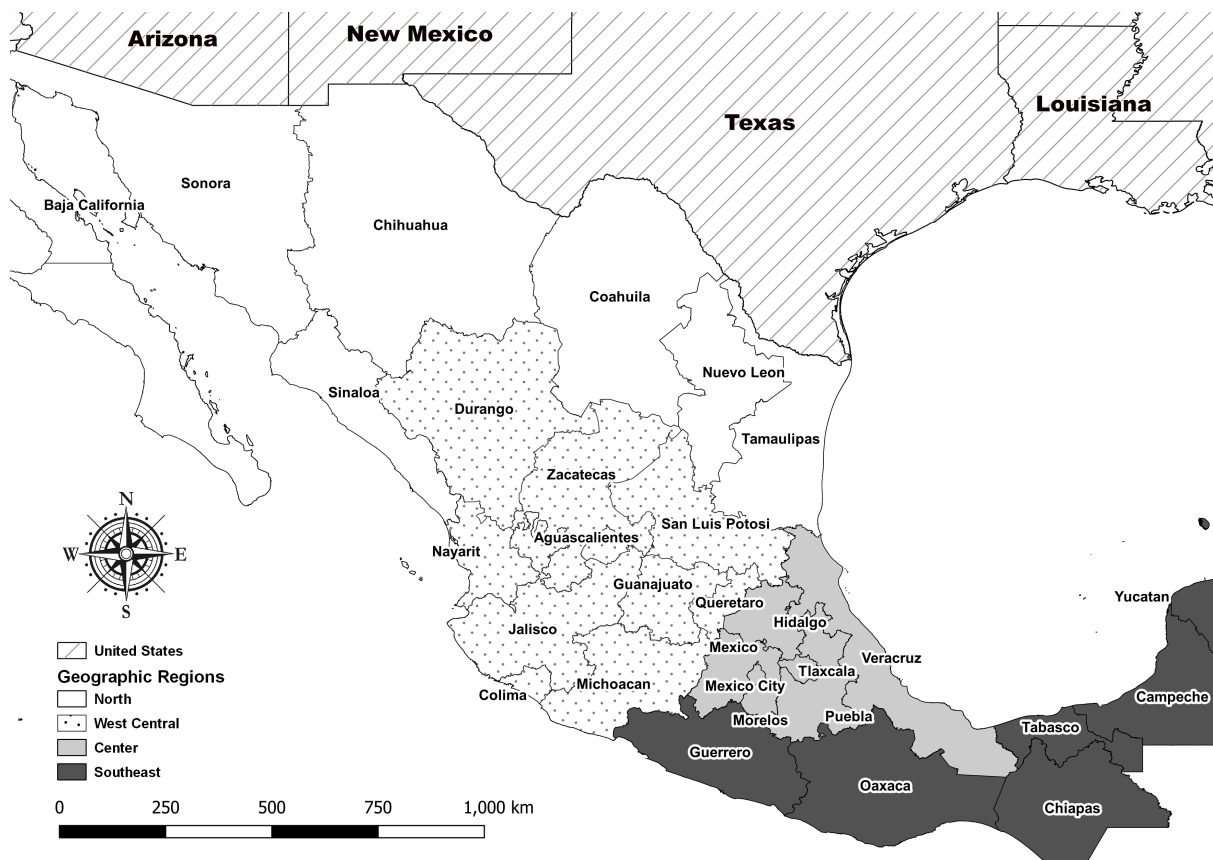 Arizona
New Mexico
Texas
Louisiana
Sonora
Baja California
Chihuahua
Coahuila
Nuevo Leon
Sinaloa
Durango
Tamaulipas
Zacatecas
San Luis Potosi
Aguascalientes
Nayarit
Guanajuato
Queretaro
Hidalgo
Jalisco
Mexico
Veracruz
Tlaxcala
Michoacan
Mexico City
Colima
Morelos
Puebla
Guerrero
Oaxaca
Yucatan
Campeche
Tabasco
Chiapas
N
W
E
S
United States
Geographic Regions
North
West Central
Center
Southeast
0 250 500 750 1,000 km